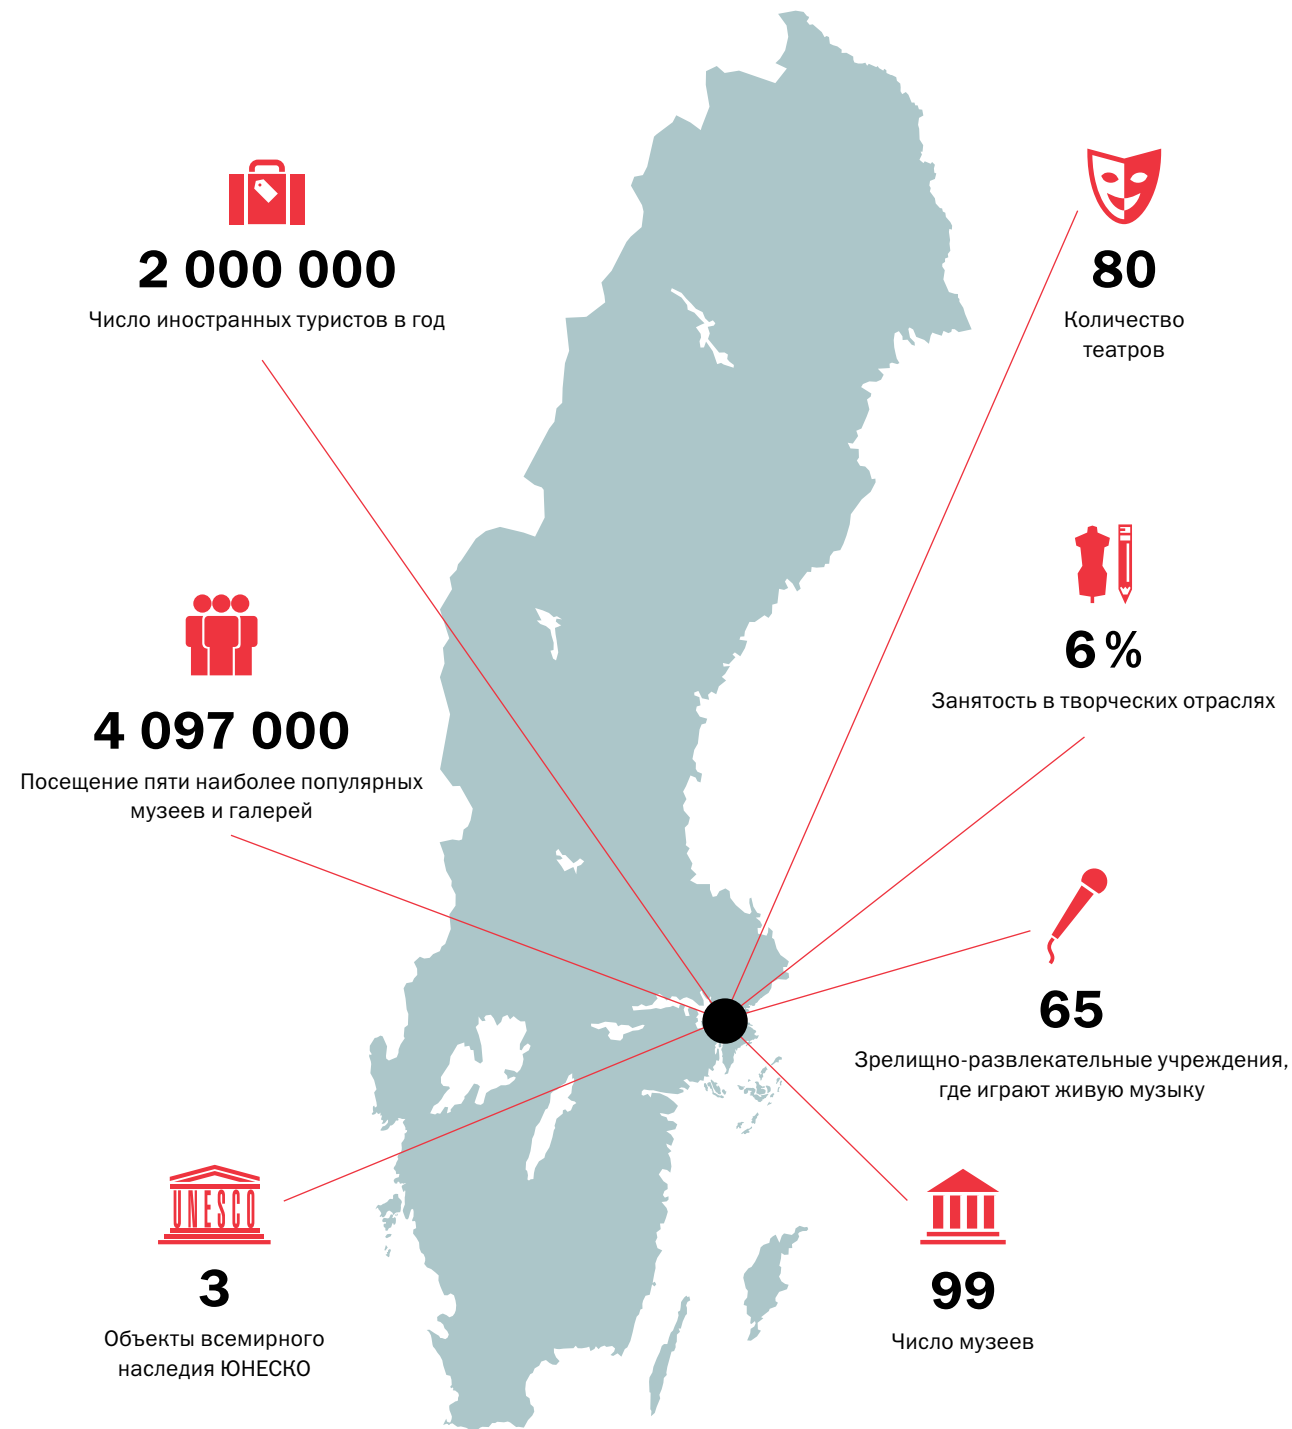 2 000 000
Число иностранных туристов в год
80
Количество
театров
6 %
Занятость в творческих отраслях
4 097 000
Посещение пяти наиболее популярных
музеев и галерей
65
Зрелищно-развлекательные учреждения,
где играют живую музыку
UNESCO
3
Объекты всемирного
наследия ЮНЕСКО
99
Число музеев